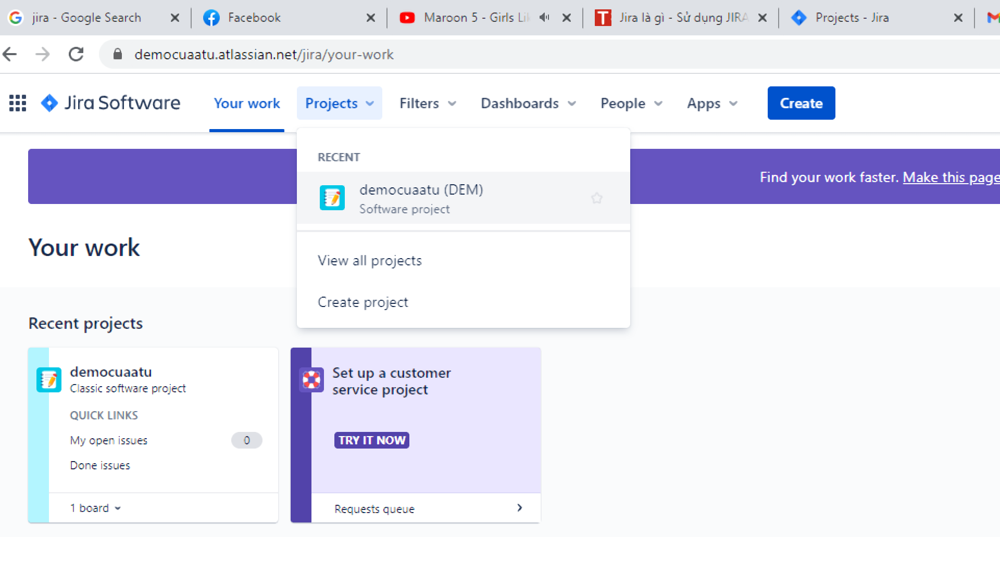 jira - Google Search
Facebook
Maroon 5 - Girls Li
Jira là gì - Sử dụng JIRA
Projects - Jira
democuaatu.atlassian.net/jira/your-work
Jira Software
Your work
Projects
Filters
Dashboards
People
Apps
Create
RECENT
democuaatu (DEM)
Software project
View all projects
Create project
Find your work faster. Make this page
Your work
Recent projects
democuaatu
Classic software project
QUICK LINKS
My open issues 0
Done issues
1 board
Set up a customer
service project
TRY IT NOW
Requests queue